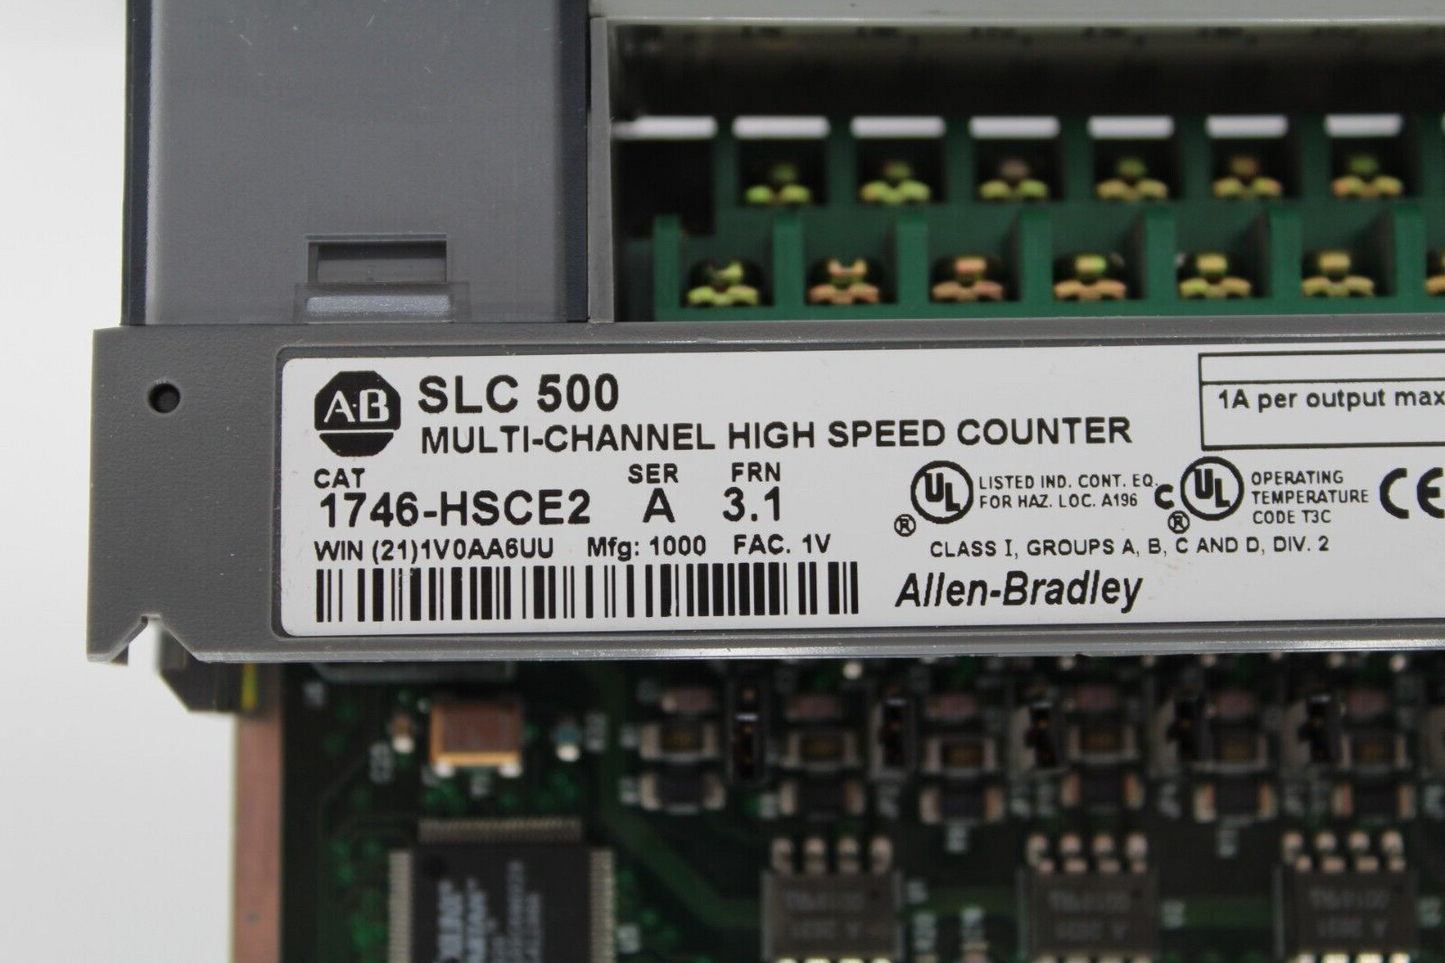 A·B SLC 500
MULTI-CHANNEL HIGH SPEED COUNTER
CAT SER FRN
1746-HSCE2 A 3.1
WIN (21)1V0AA6UU Mfg: 1000 FAC. 1V
1A per output max
UL LISTED IND. CONT. EQ.
FOR HAZ. LOC. A196
®
C UL ®
OPERATING
TEMPERATURE
CODE T3C
CE
CLASS I, GROUPS A, B, C AND D, DIV. 2
Allen-Bradley